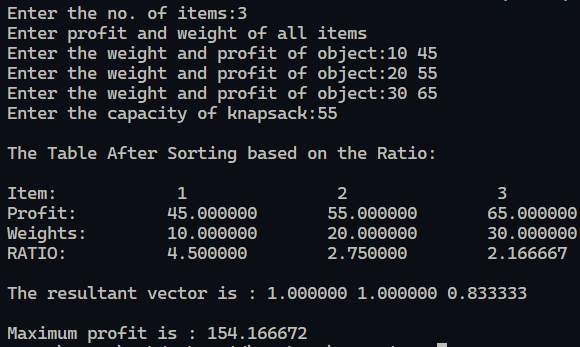 Enter the no. of items:3
Enter profit and weight of all items
Enter the weight and profit of object:10 45
Enter the weight and profit of object:20 55
Enter the weight and profit of object:30 65
Enter the capacity of knapsack:55
The Table After Sorting based on the Ratio:
Item: 1 2 3
Profit: 45.000000 55.000000 65.000000
Weights: 10.000000 20.000000 30.000000
RATIO: 4.500000 2.750000 2.166667
The resultant vector is : 1.000000 1.000000 0.833333
Maximum profit is : 154.166672